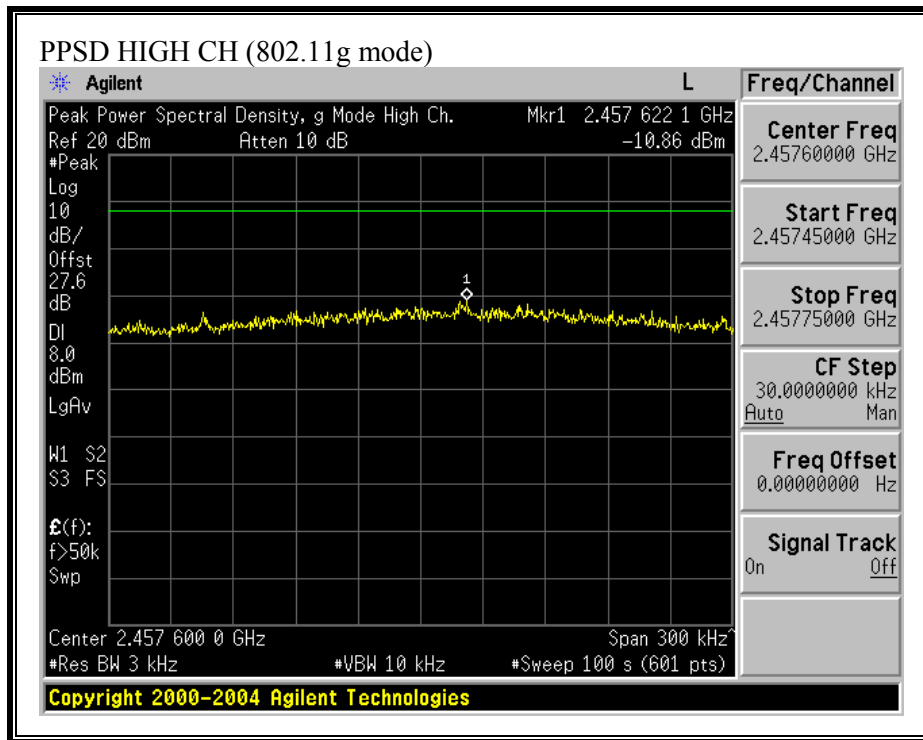 PPSD HIGH CH (802.11g mode)
Agilent
L
Freq/Channel
Peak Power Spectral Density, g Mode High Ch.
Mkr1 2.457 622 1 GHz
Ref 20 dBm
Atten 10 dB
-10.86 dBm
#Peak
Log
10
dB/
Offst
27.6
dB
DI
8.0
dBm
LgAv
W1 S2
S3 FS
£(f):
f>50k
Swp
1
Center 2.457 600 0 GHz
Span 300 kHz^
#Res BW 3 kHz
#VBW 10 kHz
#Sweep 100 s (601 pts)
Center Freq
2.45760000 GHz
Start Freq
2.45745000 GHz
Stop Freq
2.45775000 GHz
CF Step
30.0000000 kHz
Auto Man
Freq Offset
0.00000000 Hz
Signal Track
On Off
Copyright 2000-2004 Agilent Technologies